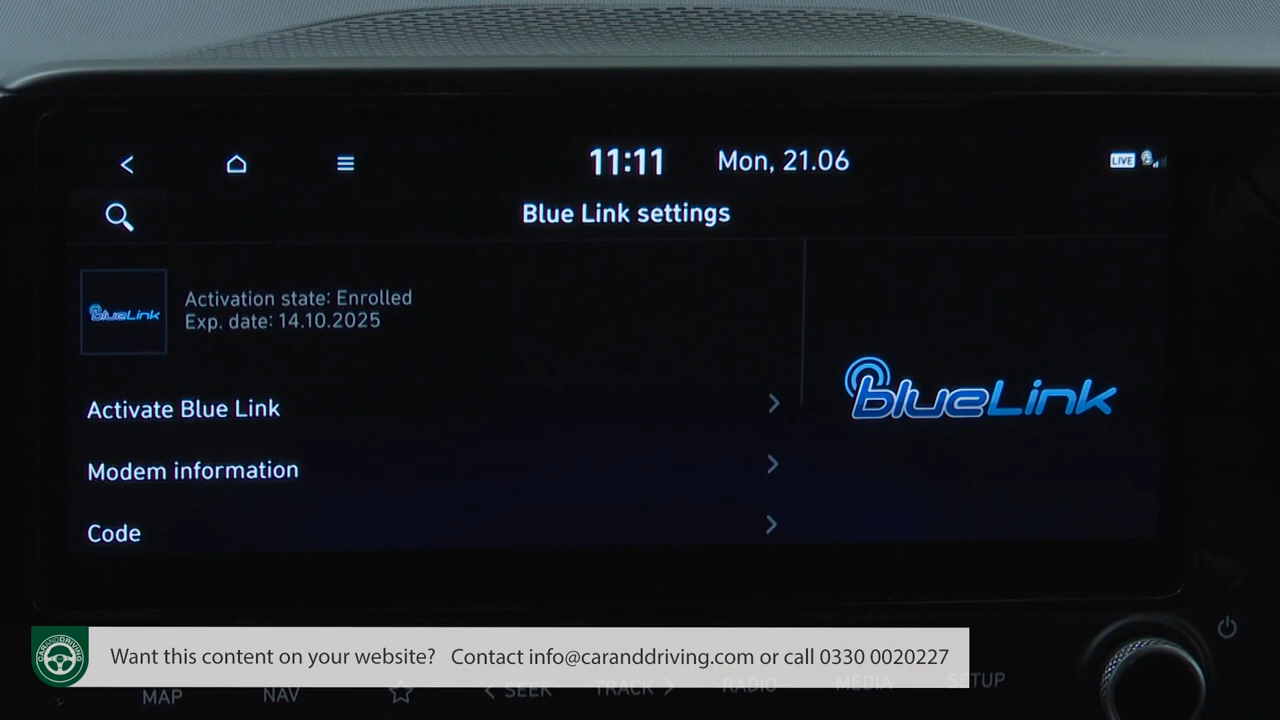 11:11 Mon, 21.06 LIVE
Blue Link settings
blueLink
Activation state: Enrolled
Exp. date: 14.10.2025
Activate Blue Link
Modem information
Code
blueLink
CARANDDRIVING
Want this content on your website? Contact info@caranddriving.com or call 0330 0020227
MAP NAV SEEK TRACK RADIO MEDIA SETUP